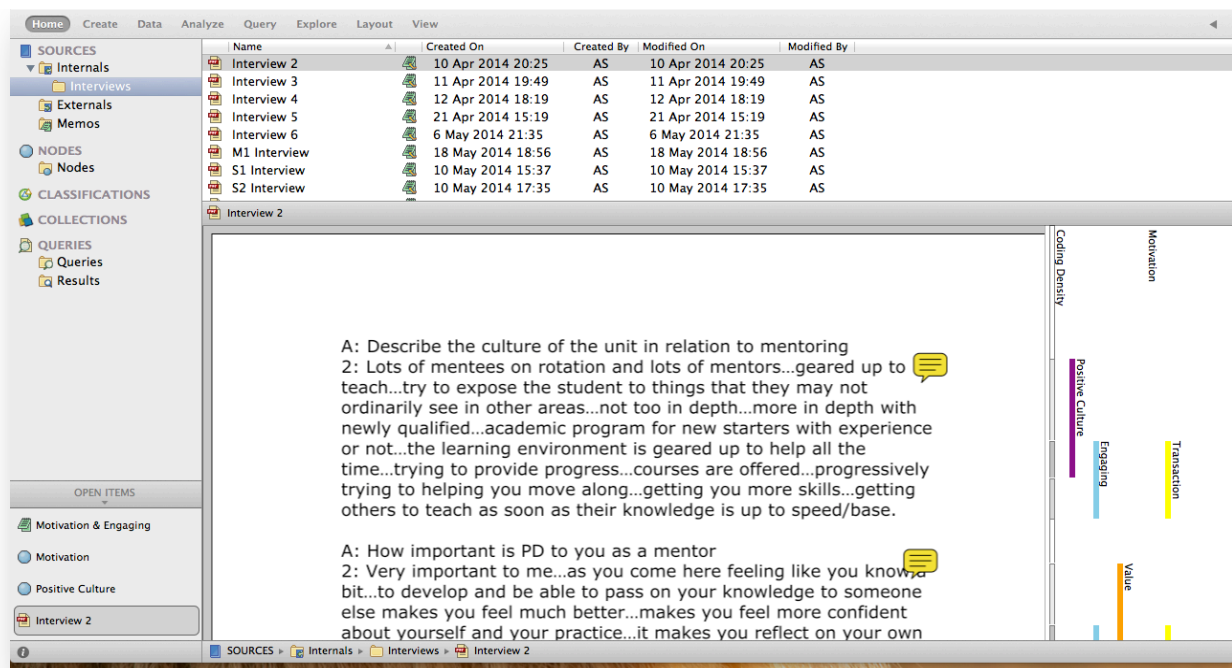 Home Create Data Analyze Query Explore Layout View
SOURCES
Internals
Interviews
Externals
Memos
NODES
Nodes
CLASSIFICATIONS
COLLECTIONS
QUERIES
Queries
Results
OPEN ITEMS
Motivation & Engaging
Motivation
Positive Culture
Interview 2
Name Created On Created By Modified On Modified By
Interview 2 10 Apr 2014 20:25 AS 10 Apr 2014 20:25 AS
Interview 3 11 Apr 2014 19:49 AS 11 Apr 2014 19:49 AS
Interview 4 12 Apr 2014 18:19 AS 12 Apr 2014 18:19 AS
Interview 5 21 Apr 2014 15:19 AS 21 Apr 2014 15:19 AS
Interview 6 6 May 2014 21:35 AS 6 May 2014 21:35 AS
M1 Interview 18 May 2014 18:56 AS 18 May 2014 18:56 AS
S1 Interview 10 May 2014 15:37 AS 10 May 2014 15:37 AS
S2 Interview 10 May 2014 17:35 AS 10 May 2014 17:35 AS
Interview 2
A: Describe the culture of the unit in relation to mentoring
2: Lots of mentees on rotation and lots of mentors...geared up to
teach...try to expose the student to things that they may not
ordinarily see in other areas...not too in depth...more in depth with
newly qualified...academic program for new starters with experience
or not...the learning environment is geared up to help all the
time...trying to provide progress...courses are offered...progressively
trying to helping you move along...getting you more skills...getting
others to teach as soon as their knowledge is up to speed/base.
A: How important is PD to you as a mentor
2: Very important to me...as you come here feeling like you know a
bit...to develop and be able to pass on your knowledge to someone
else makes you feel much better...makes you feel more confident
about yourself and your practice...it makes you reflect on your own
Coding Density
Motivation
Positive Culture
Engaging
Transaction
Value
SOURCES Internals Interviews Interview 2